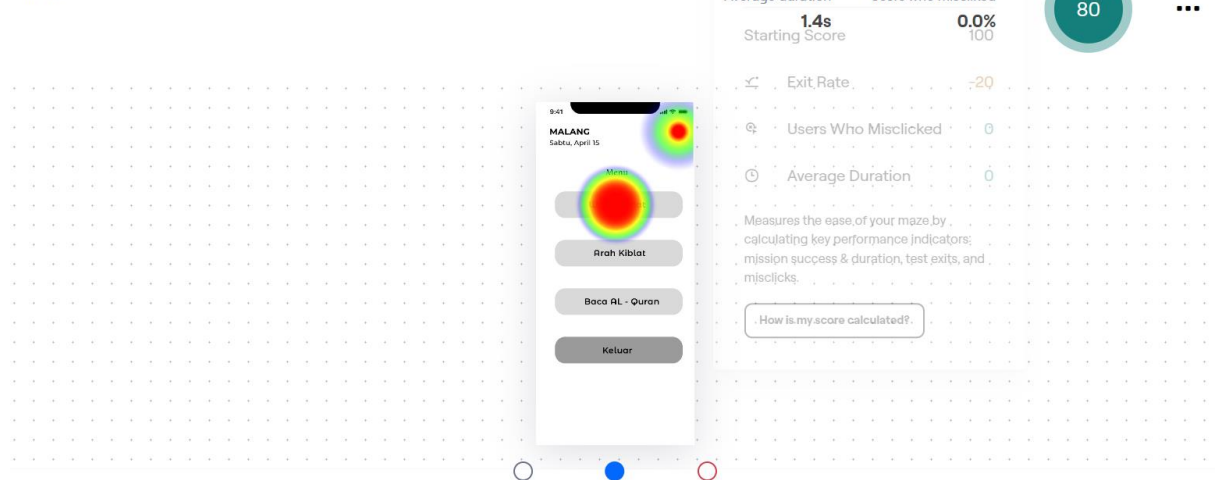 80
1.4s
0.0%
Starting Score
100
Exit Rate
-20
Users Who Misclicked
0
Average Duration
0
Measures the ease of your maze by
calculating key performance indicators:
mission success & duration, test exits, and
misclicks.
How is my score calculated?
9:41
MALANG
Sabtu, April 15
Menu
Arah Kiblat
Baca AL - Quran
Keluar